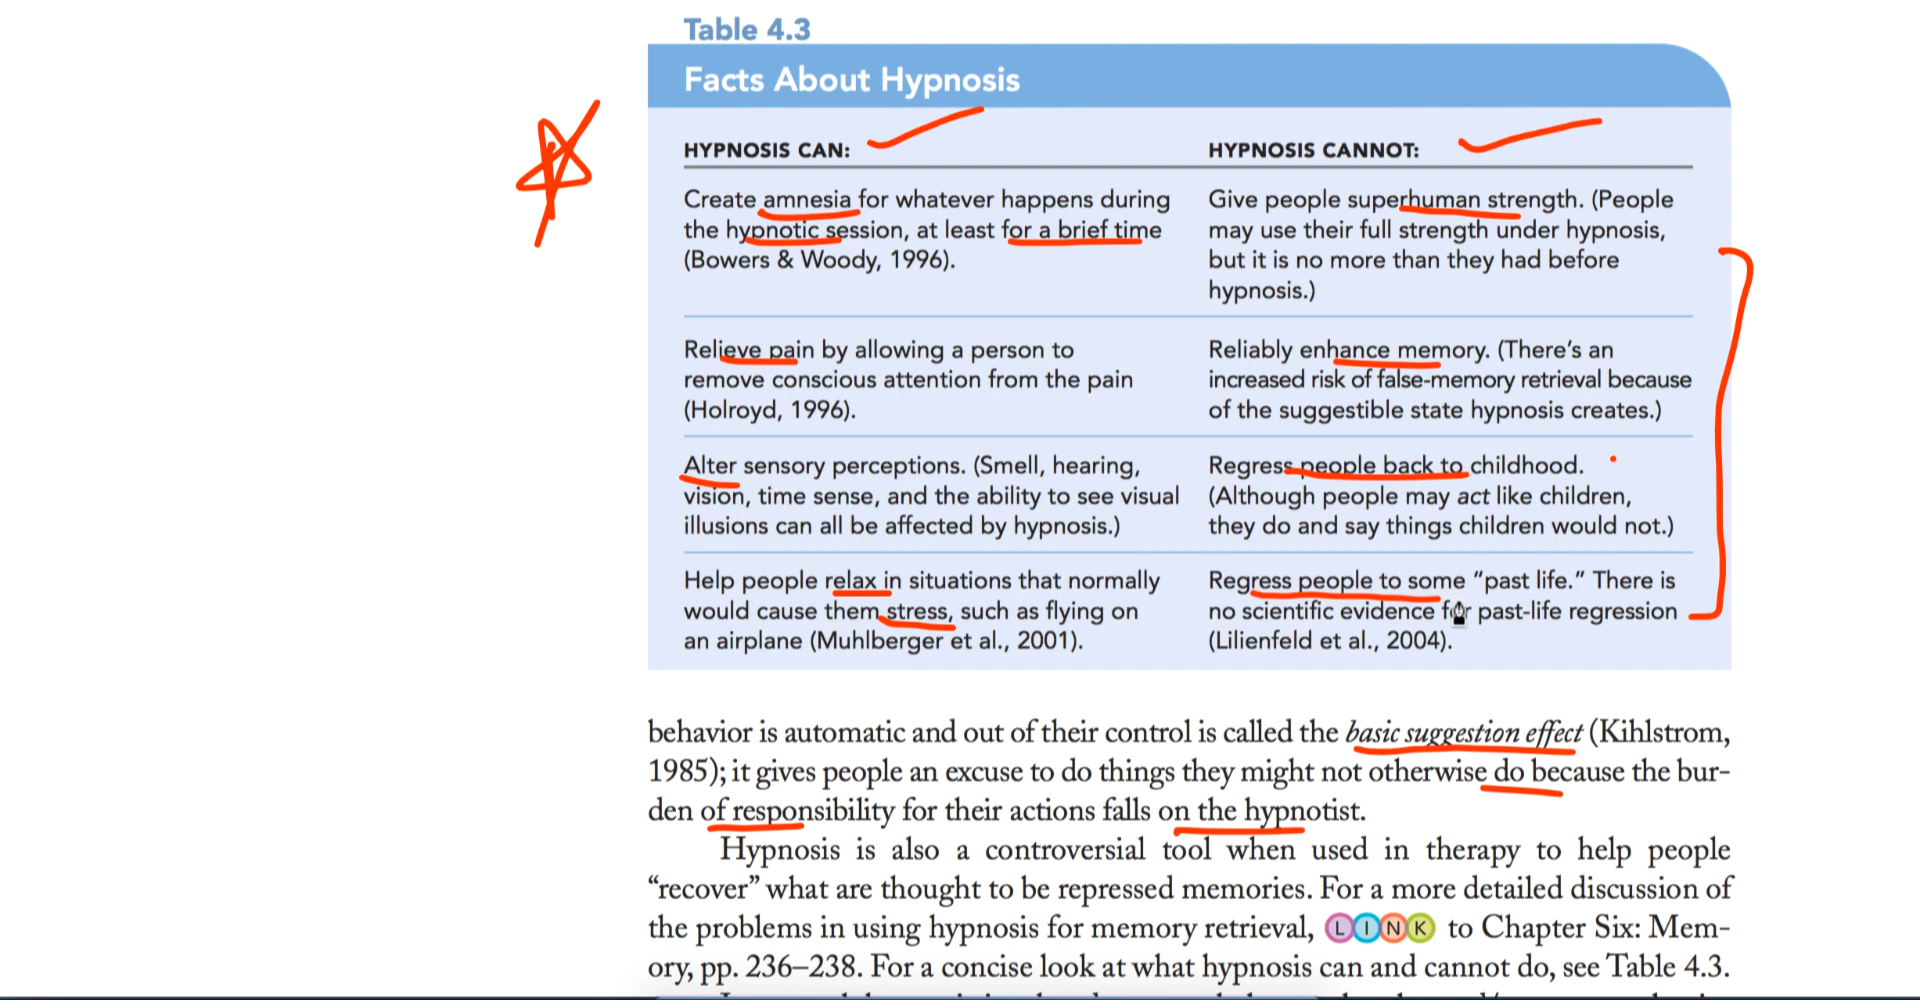 Table 4.3
Facts About Hypnosis
HYPNOSIS CAN:
Create amnesia for whatever happens during
the hypnotic session, at least for a brief time
(Bowers & Woody, 1996).
Relieve pain by allowing a person to
remove conscious attention from the pain
(Holroyd, 1996).
Alter sensory perceptions. (Smell, hearing,
vision, time sense, and the ability to see visual
illusions can all be affected by hypnosis.)
Help people relax in situations that normally
would cause them stress, such as flying on
an airplane (Muhlberger et al., 2001).
HYPNOSIS CANNOT:
Give people superhuman strength. (People
may use their full strength under hypnosis,
but it is no more than they had before
hypnosis.)
Reliably enhance memory. (There's an
increased risk of false-memory retrieval because
of the suggestible state hypnosis creates.)
Regress people back to childhood.
(Although people may act like children,
they do and say things children would not.)
Regress people to some "past life." There is
no scientific evidence for past-life regression
(Lilienfeld et al., 2004).
behavior is automatic and out of their control is called the basic suggestion effect (Kihlstrom,
1985); it gives people an excuse to do things they might not otherwise do because the bur-
den of responsibility for their actions falls on the hypnotist.
Hypnosis is also a controversial tool when used in therapy to help people
"recover" what are thought to be repressed memories. For a more detailed discussion of
the problems in using hypnosis for memory retrieval, LINK to Chapter Six: Mem-
ory, pp. 236–238. For a concise look at what hypnosis can and cannot do, see Table 4.3.